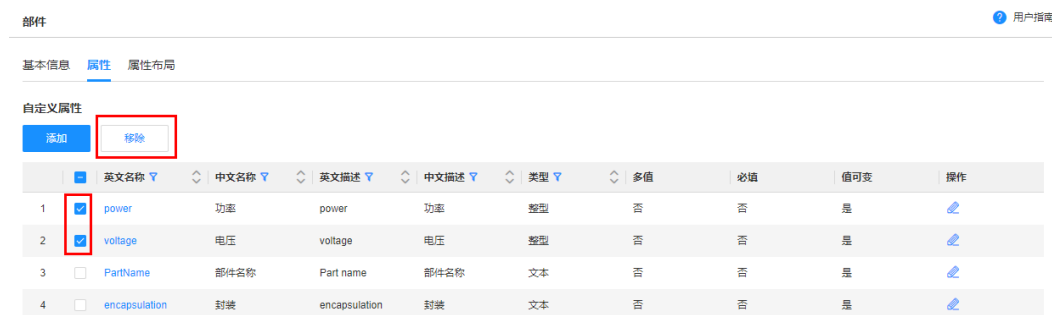 部件
用户指南
基本信息 属性 属性布局
自定义属性
添加 移除
英文名称 中文名称 英文描述 中文描述 类型 多值 必填 值可变 操作
1 power 功率 power 功率 整型 否 否 是
2 voltage 电压 voltage 电压 整型 否 否 是
3 PartName 部件名称 Part name 部件名称 文本 否 否 是
4 encapsulation 封装 encapsulation 封装 文本 否 否 是